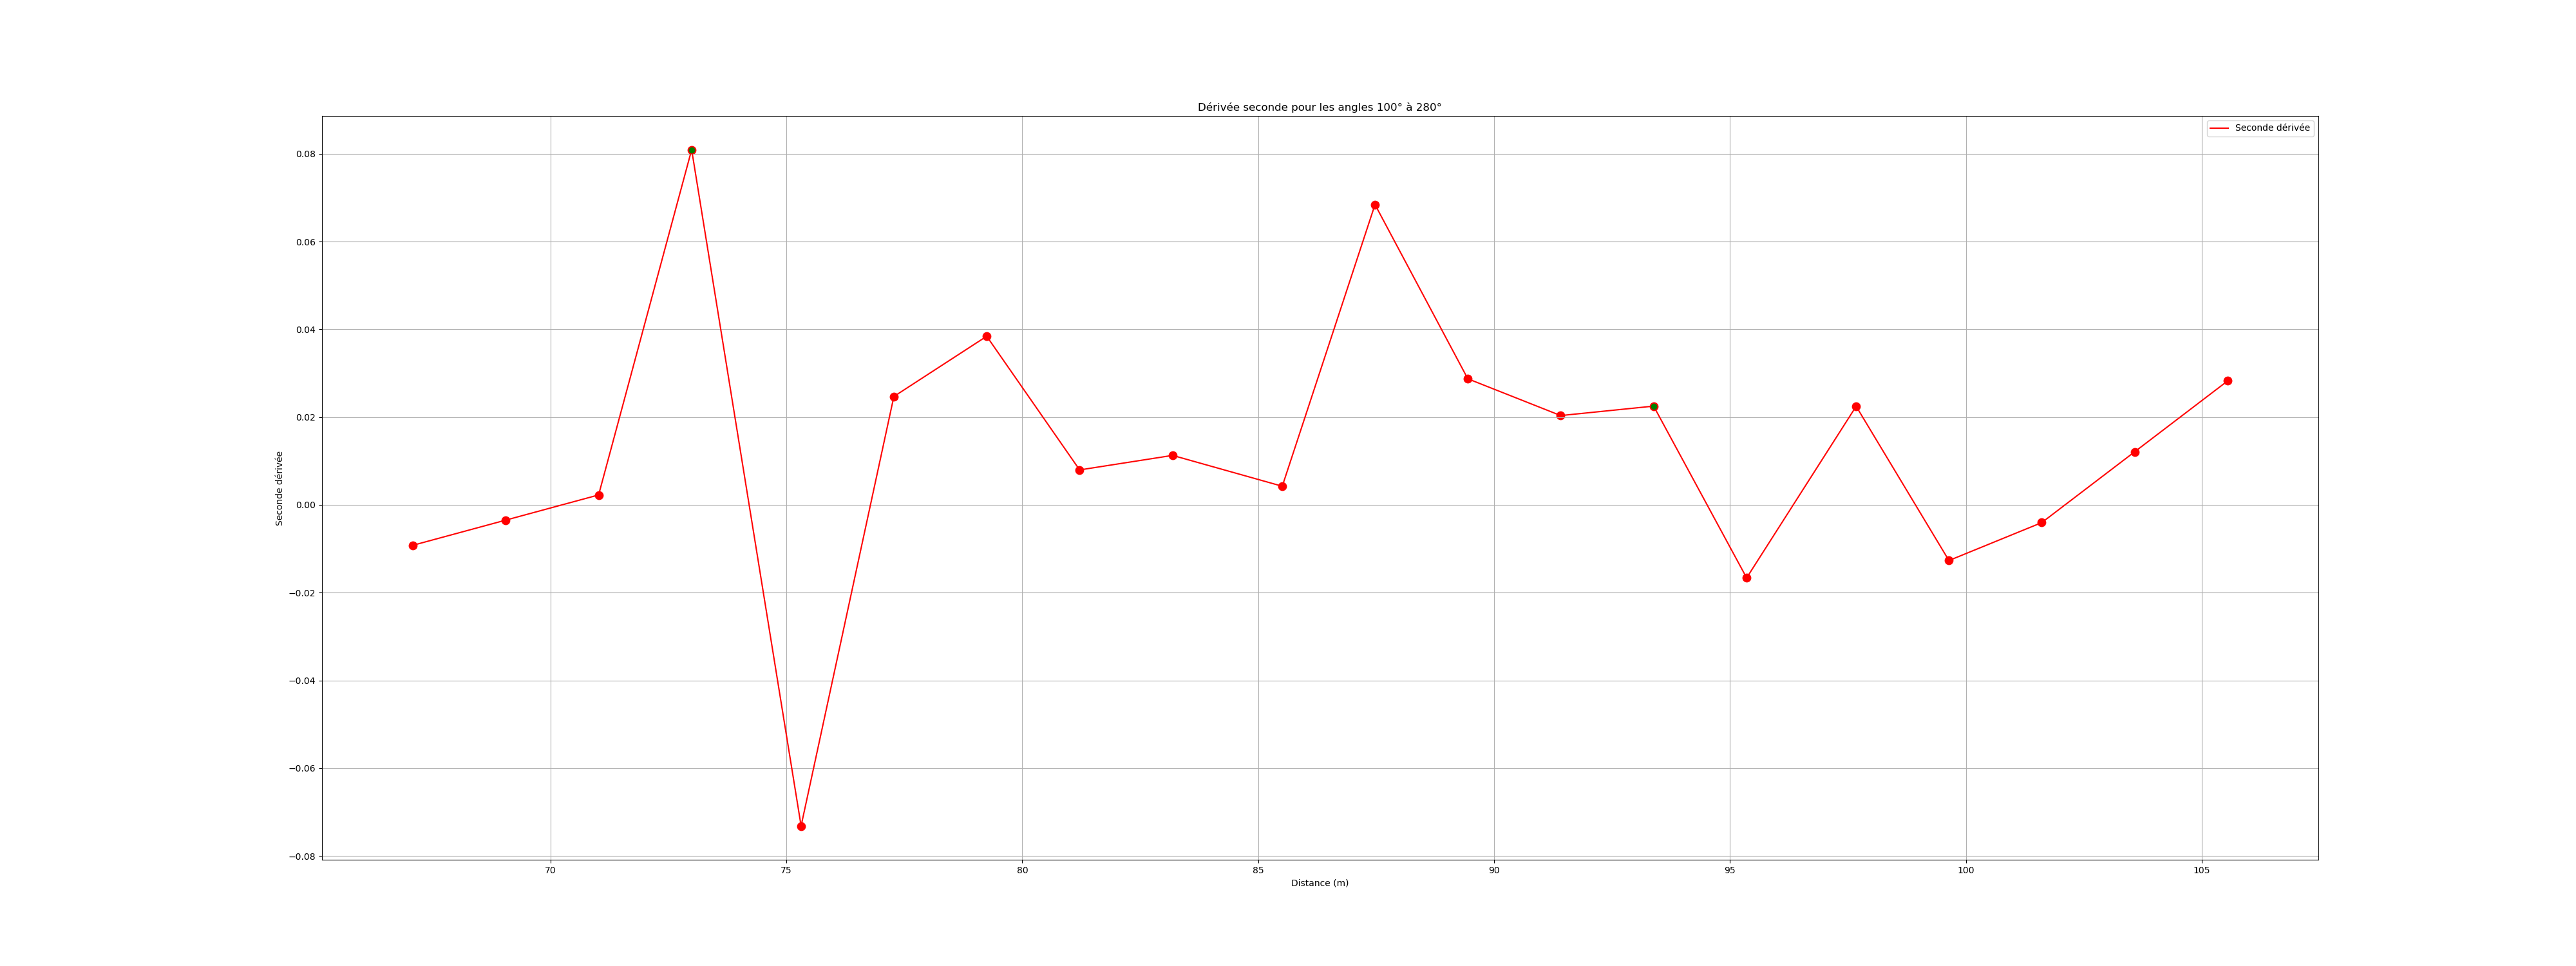 Dérivée seconde pour les angles 100° à 280°
Seconde dérivée
0.08
0.06
0.04
0.02
0.00
−0.02
−0.04
−0.06
−0.08
Seconde dérivée
70 75 80 85 90 95 100 105
Distance (m)